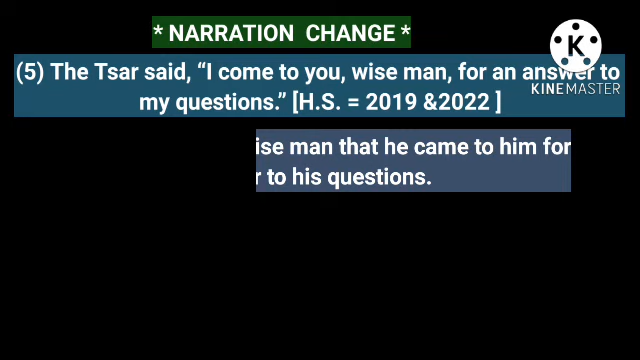 * NARRATION CHANGE *
K
KINEMASTER
(5) The Tsar said, “I come to you, wise man, for an answer to
my questions.” [H.S. = 2019 &2022 ]
man that he came to him for
to his questions.